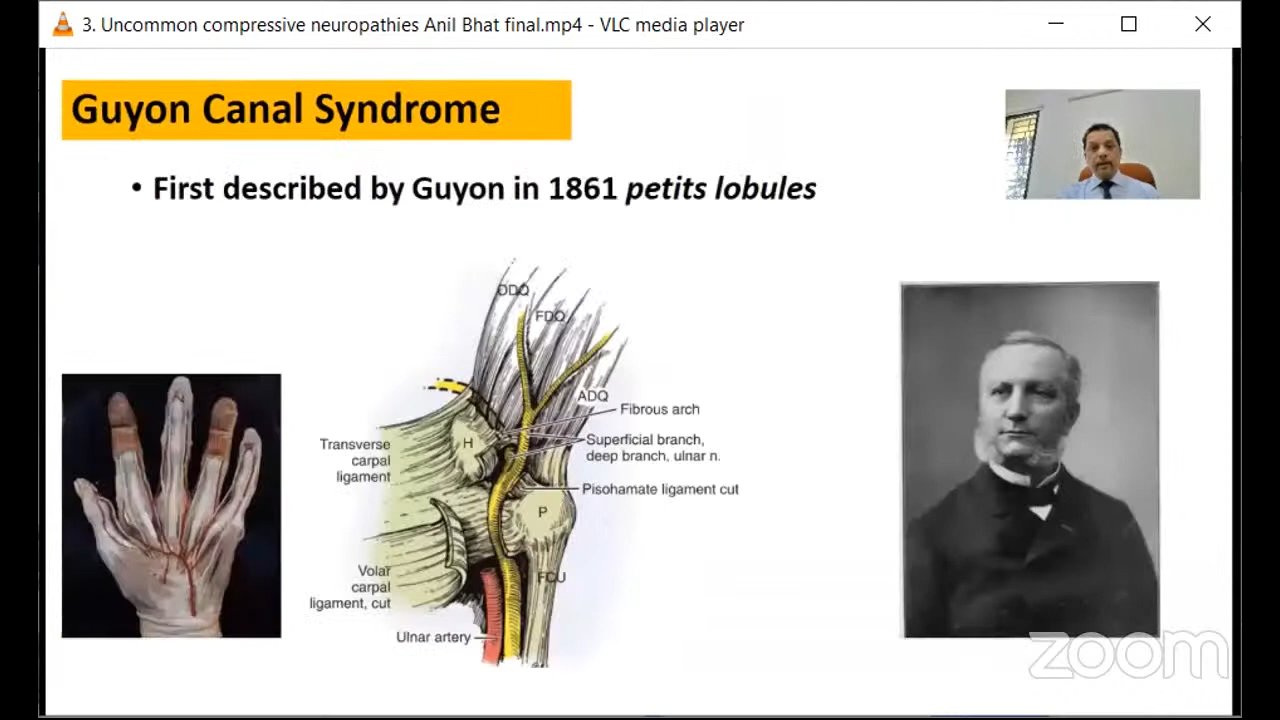 3. Uncommon compressive neuropathies Anil Bhat final.mp4 - VLC media player
Guyon Canal Syndrome
• First described by Guyon in 1861 petits lobules
ODQ
FDQ
ADQ
Fibrous arch
H
Transverse
carpal
ligament
Superficial branch,
deep branch, ulnar n.
Pisohamate ligament cut
P
Volar
carpal
ligament, cut
FCU
Ulnar artery
zoom